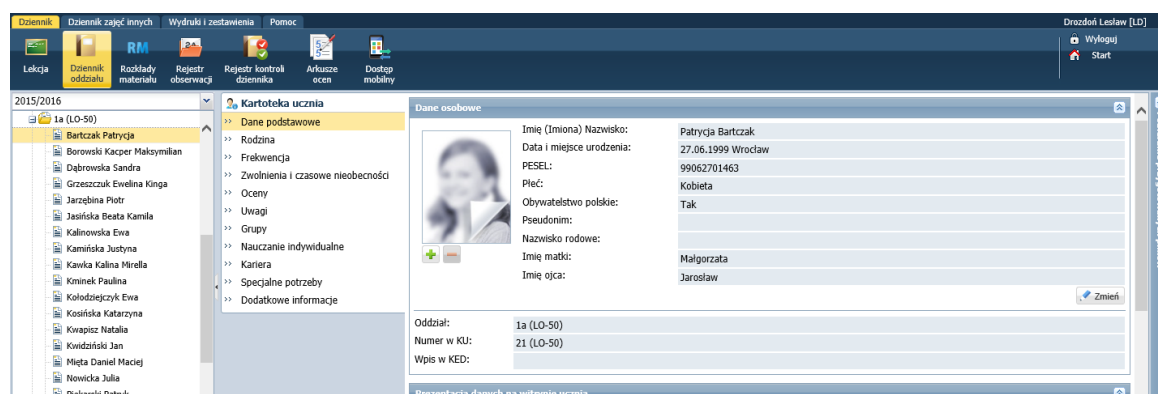 Dziennik Dziennik zajęć innych Wydruki i zestawienia Pomoc Drozdoń Lesław [LD]
Lekcja
Dziennik oddziału
RM Rozkłady materiału
Rejestr obserwacji
Rejestr kontroli dziennika
Arkusze ocen
Dostęp mobilny
Wyloguj
Start
2015/2016
1a (LO-50)
Bartczak Patrycja
Borowski Kacper Maksymilian
Dąbrowska Sandra
Grzeszczuk Ewelina Kinga
Jarzębina Piotr
Jasińska Beata Kamila
Kalinowska Ewa
Kamińska Justyna
Kawka Kalina Mirella
Kminek Paulina
Kołodziejczyk Ewa
Kosińska Katarzyna
Kwapisz Natalia
Kwidziński Jan
Mięta Daniel Maciej
Nowicka Julia
Kartoteka ucznia
Dane podstawowe
Rodzina
Frekwencja
Zwolnienia i czasowe nieobecności
Oceny
Uwagi
Grupy
Nauczanie indywidualne
Kariera
Specjalne potrzeby
Dodatkowe informacje
Dane osobowe
Imię (Imiona) Nazwisko: Patrycja Bartczak
Data i miejsce urodzenia: 27.06.1999 Wrocław
PESEL: 99062701463
Płeć: Kobieta
Obywatelstwo polskie: Tak
Pseudonim:
Nazwisko rodowe:
Imię matki: Małgorzata
Imię ojca: Jarosław
Zmień
Oddział: 1a (LO-50)
Numer w KU: 21 (LO-50)
Wpis w KED:
Prezentacja danych na witrynie ucznia